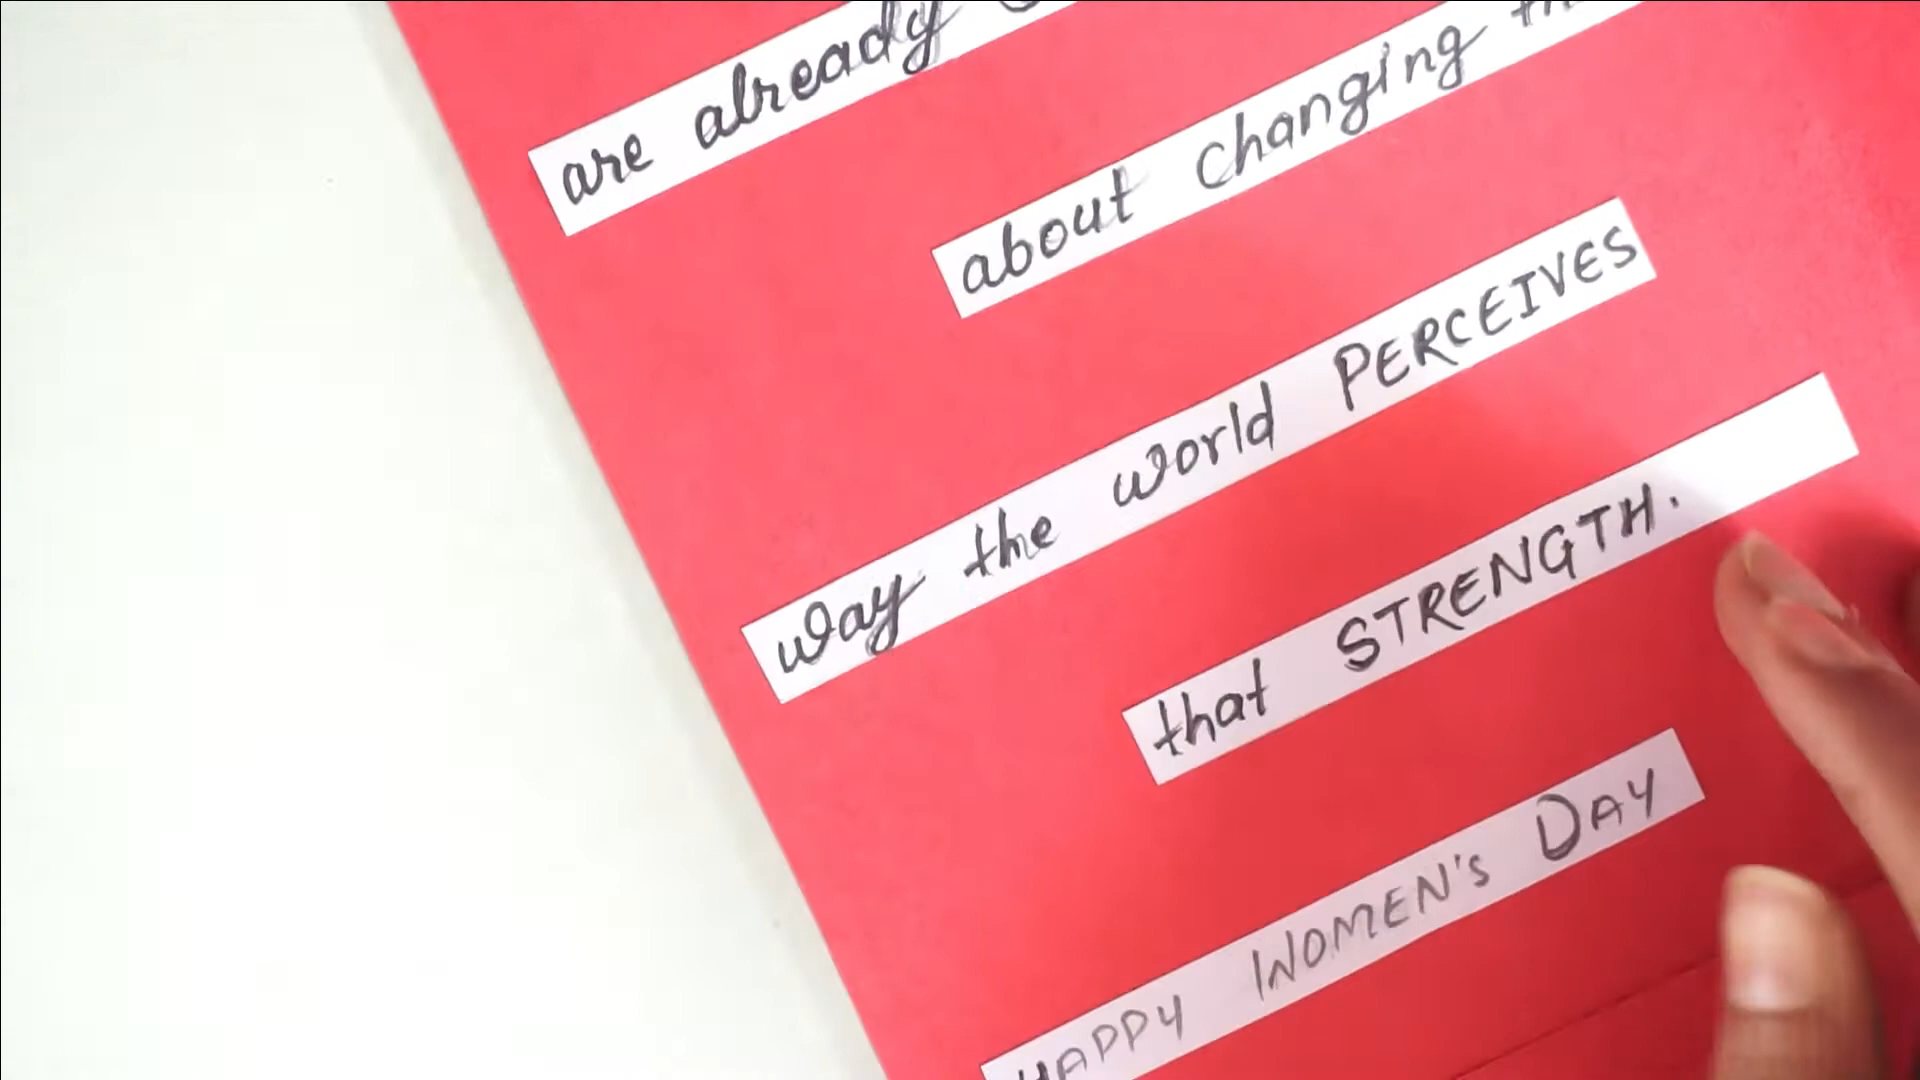 are already
about changing
way the world PERCEIVES
that STRENGTH.
HAPPY WOMEN'S DAY